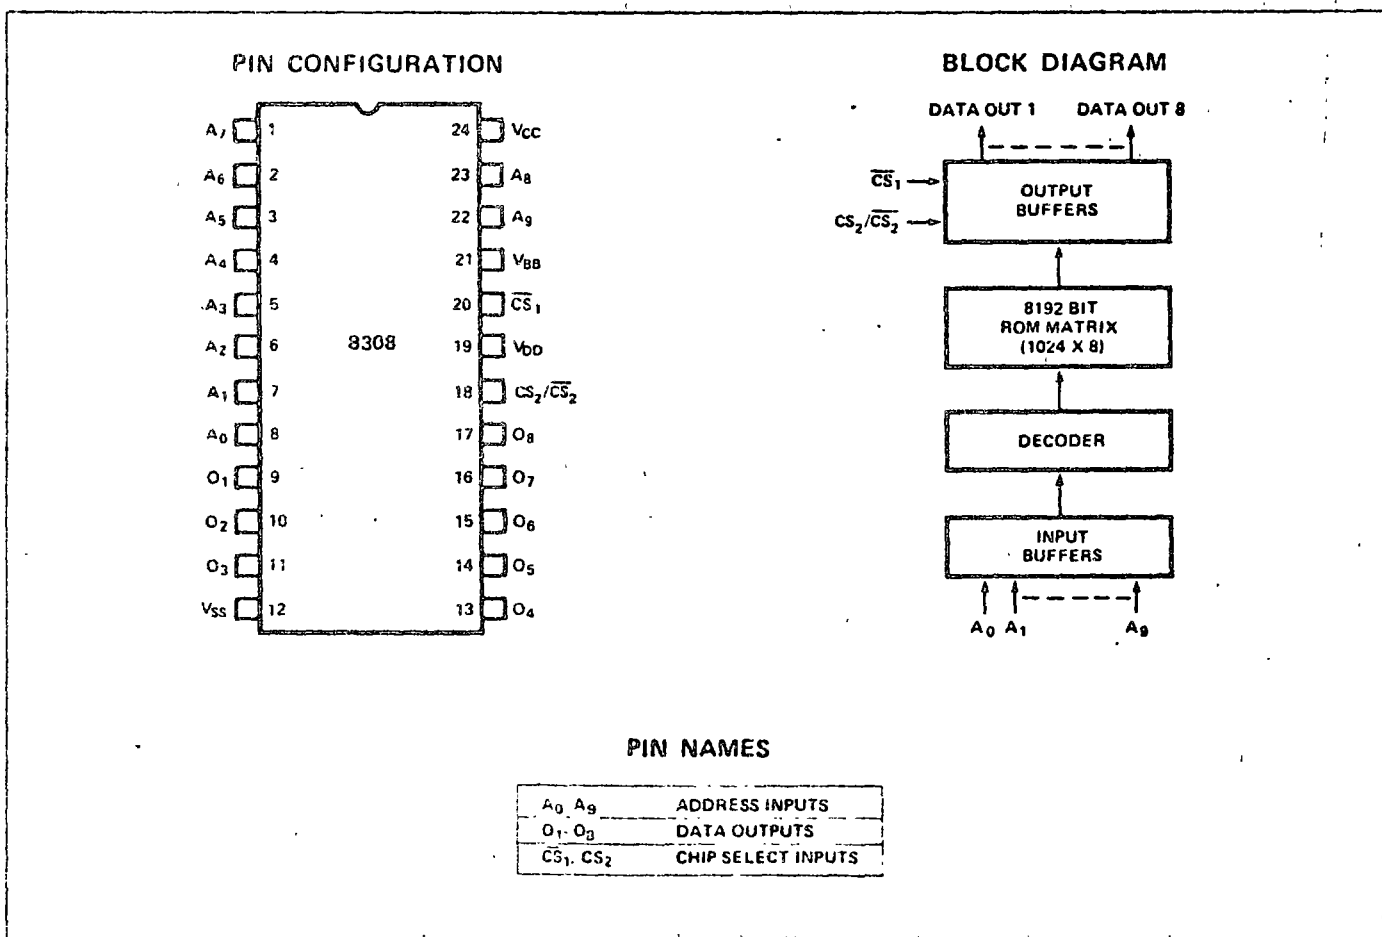 PIN CONFIGURATION
A7 1
A6 2
A5 3
A4 4
A3 5
A2 6
A1 7
A0 8
O1 9
O2 10
O3 11
VSS 12
8308
24 VCC
23 A8
22 A9
21 VBB
20 C̅S̅1
19 VDD
18 CS2/C̅S̅2
17 O8
16 O7
15 O6
14 O5
13 O4
BLOCK DIAGRAM
DATA OUT 1 DATA OUT 8
C̅S̅1
CS2/C̅S̅2
OUTPUT
BUFFERS
8192 BIT
ROM MATRIX
(1024 X 8)
DECODER
INPUT
BUFFERS
A0 A1 A9
PIN NAMES
A0 A9 ADDRESS INPUTS
O1-O8 DATA OUTPUTS
C̅S̅1, CS2 CHIP SELECT INPUTS